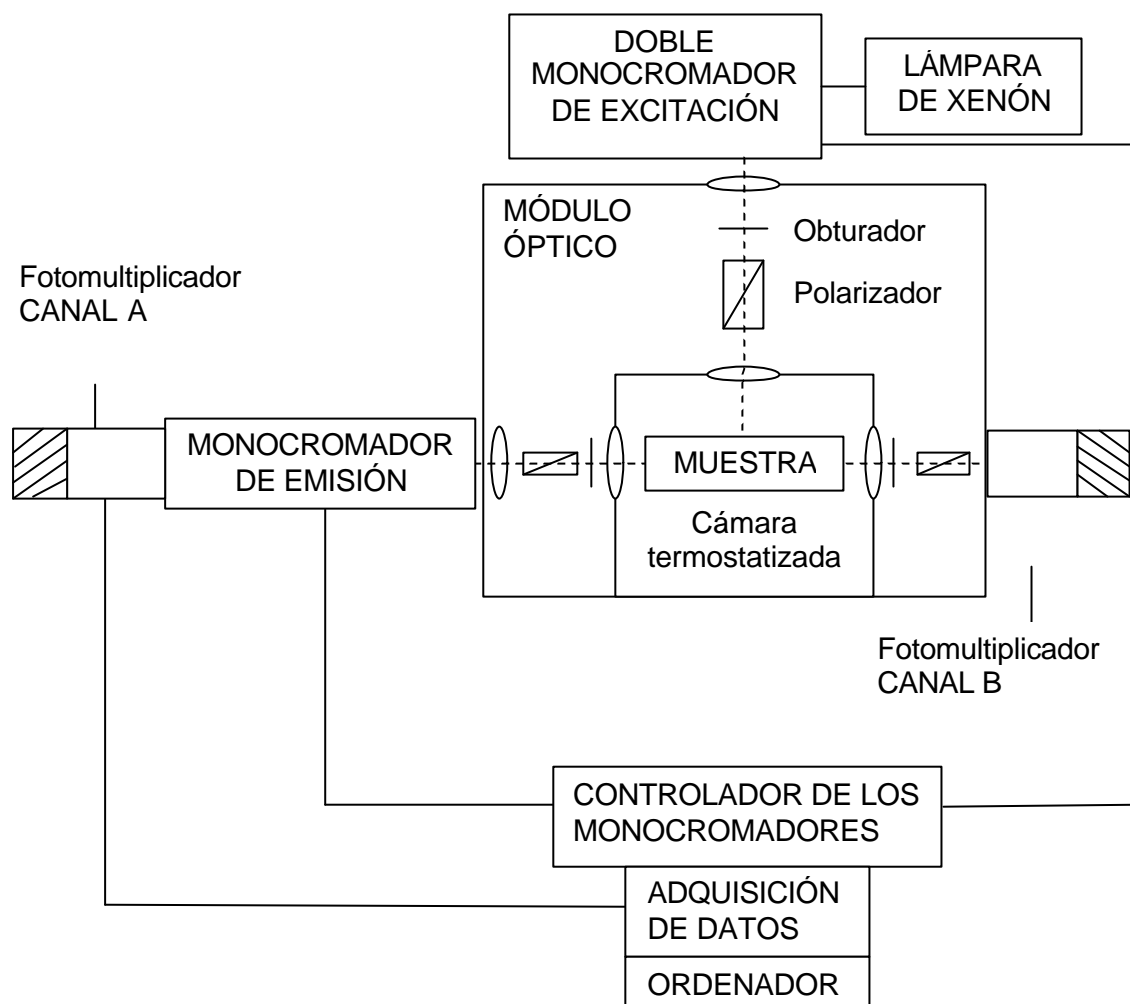 DOBLE
MONOCROMADOR
DE EXCITACIÓN
LÁMPARA
DE XENÓN
MÓDULO
ÓPTICO
Obturador
Polarizador
Fotomultiplicador
CANAL A
MONOCROMADOR
DE EMISIÓN
MUESTRA
Cámara
termostatizada
Fotomultiplicador
CANAL B
CONTROLADOR DE LOS
MONOCROMADORES
ADQUISICIÓN
DE DATOS
ORDENADOR